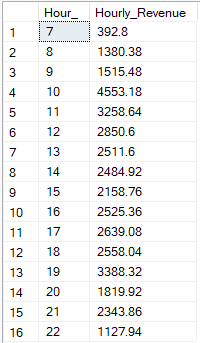 Hour_ Hourly_Revenue
1 7 392.8
2 8 1380.38
3 9 1515.48
4 10 4553.18
5 11 3258.64
6 12 2850.6
7 13 2511.6
8 14 2484.92
9 15 2158.76
10 16 2525.36
11 17 2639.08
12 18 2558.04
13 19 3388.32
14 20 1819.92
15 21 2343.86
16 22 1127.94